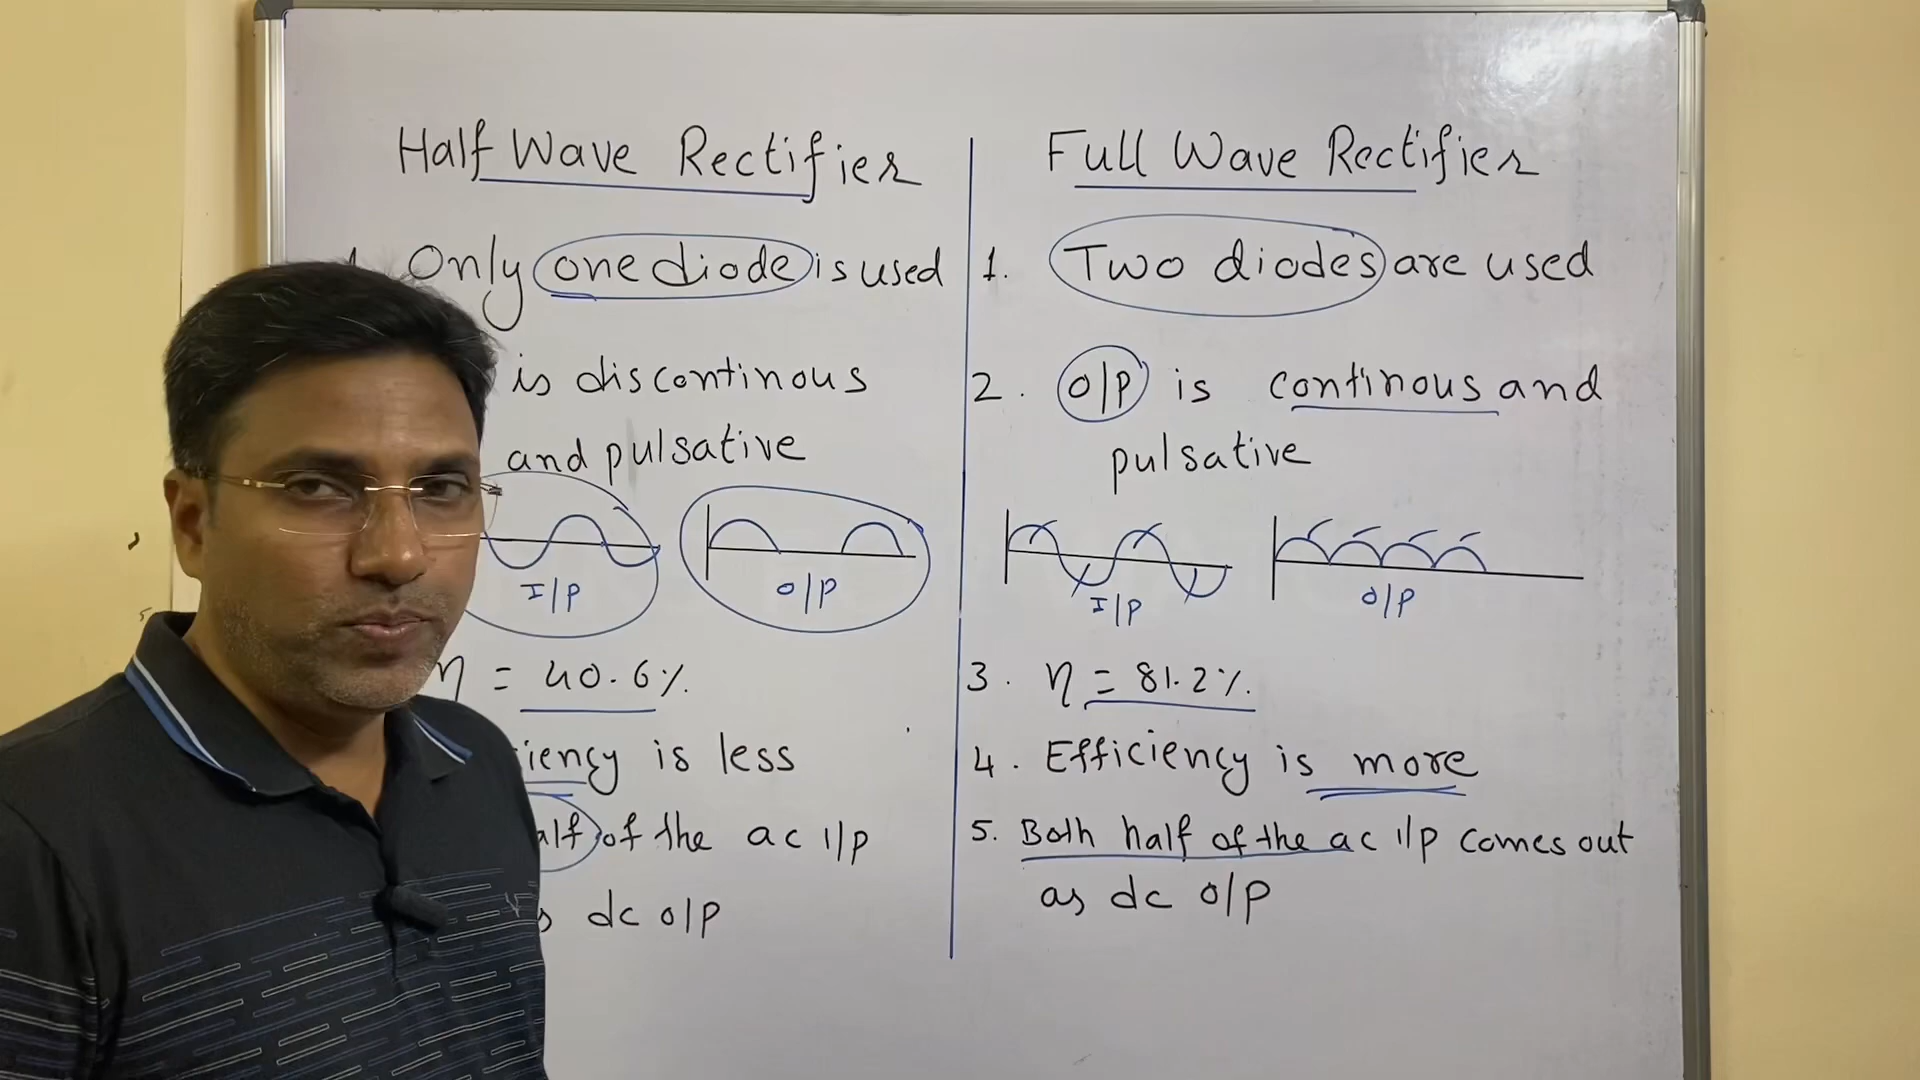 Half Wave Rectifier
Only one diode is used
is discontinous
and pulsative
I/P
O/P
η = 40.6%.
iency is less
alf of the ac i/p
s dc o/p
Full Wave Rectifier
1. Two diodes are used
2. O/P is continous and
pulsative
I/P
O/P
3. η = 81.2%.
4. Efficiency is more
5. Both half of the ac i/p comes out
as dc o/p